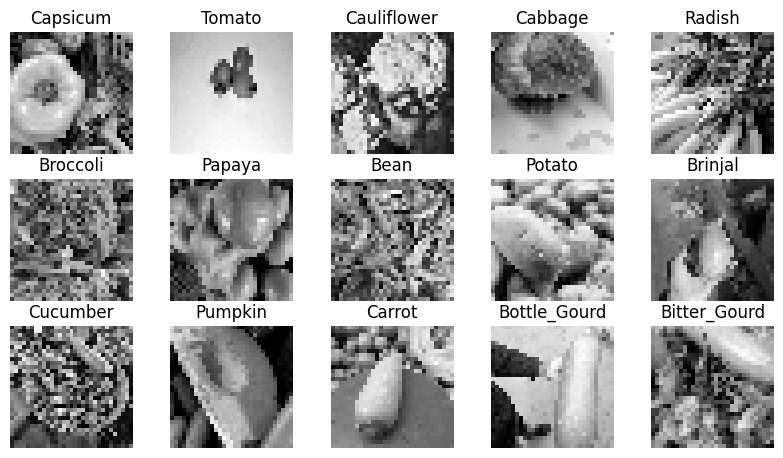 Capsicum Tomato Cauliflower Cabbage Radish
Broccoli Papaya Bean Potato Brinjal
Cucumber Pumpkin Carrot Bottle_Gourd Bitter_Gourd